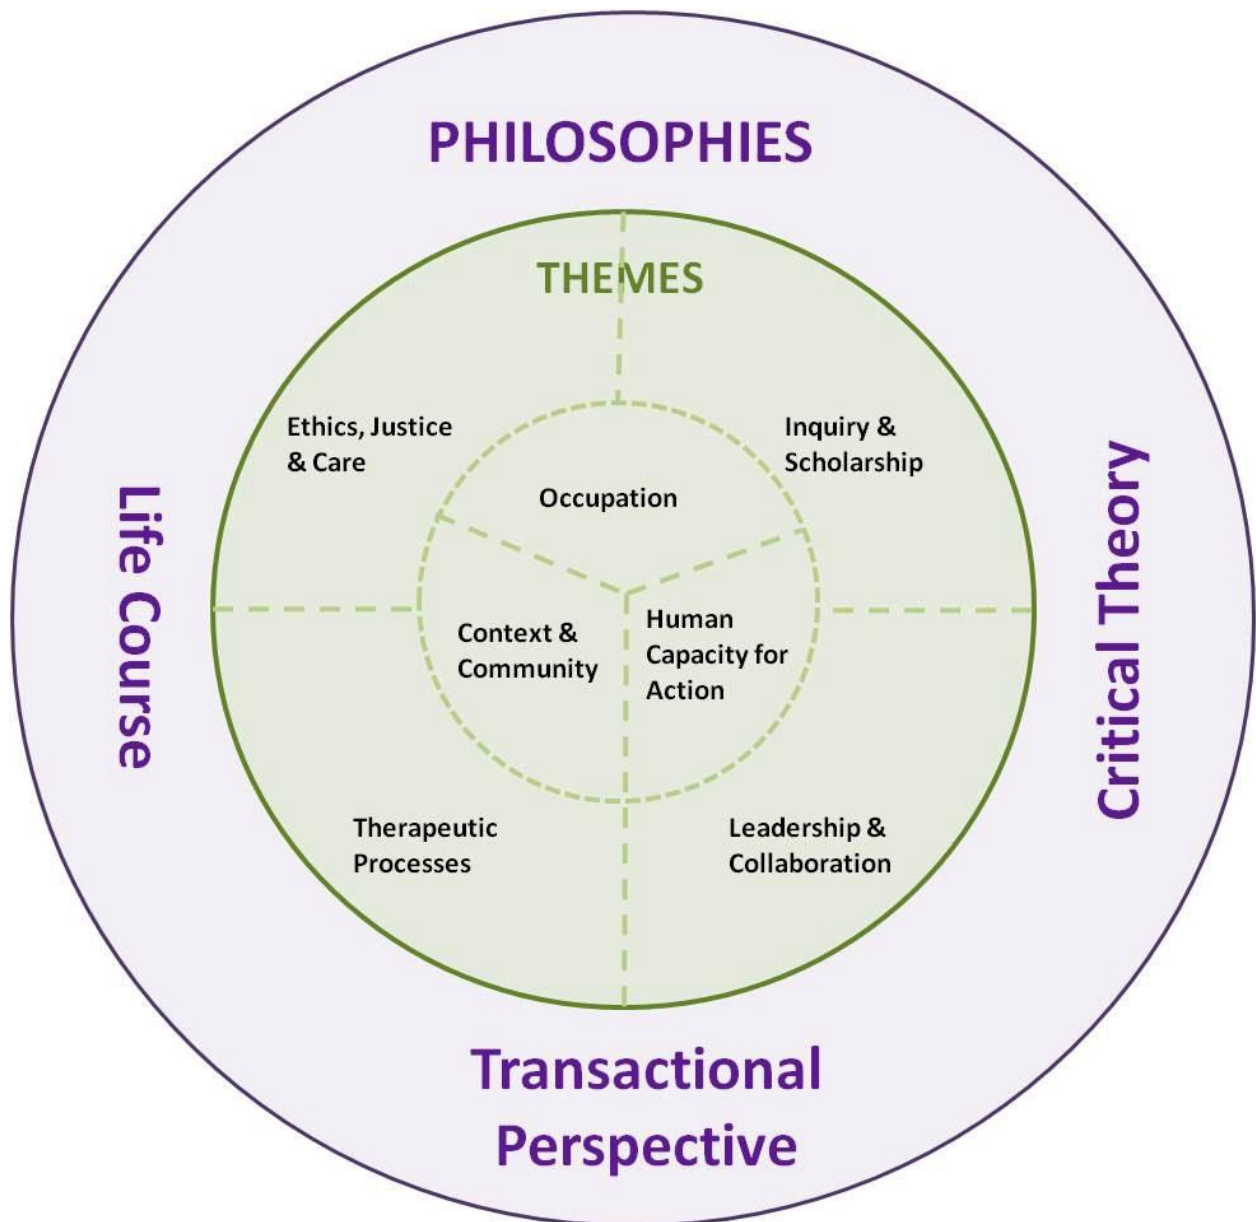 PHILOSOPHIES
THEMES
Ethics, Justice
& Care
Inquiry &
Scholarship
Occupation
Context &
Community
Human
Capacity for
Action
Therapeutic
Processes
Leadership &
Collaboration
Life Course
Critical Theory
Transactional
Perspective